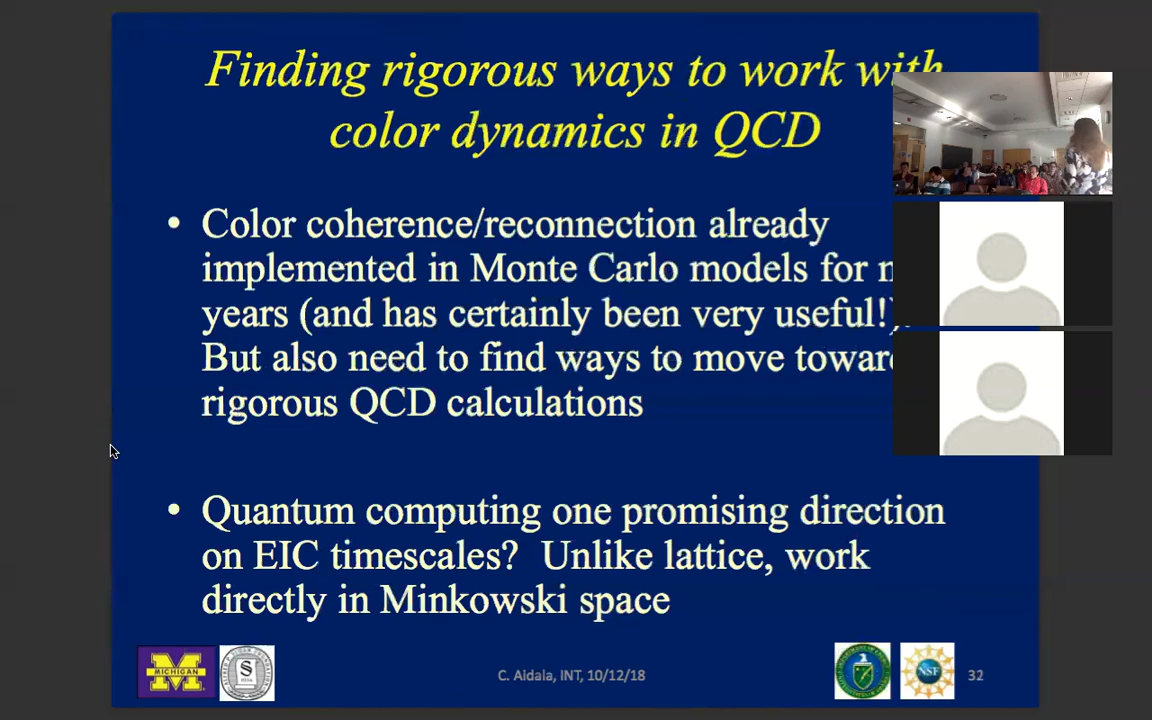 Finding rigorous ways to work with
color dynamics in QCD
• Color coherence/reconnection already
implemented in Monte Carlo models for
years (and has certainly been very useful!).
But also need to find ways to move
rigorous QCD calculations
• Quantum computing one promising direction
on EIC timescales? Unlike lattice, work
directly in Minkowski space
MICHIGAN
C. Aidala, INT, 10/12/18
NSF
32